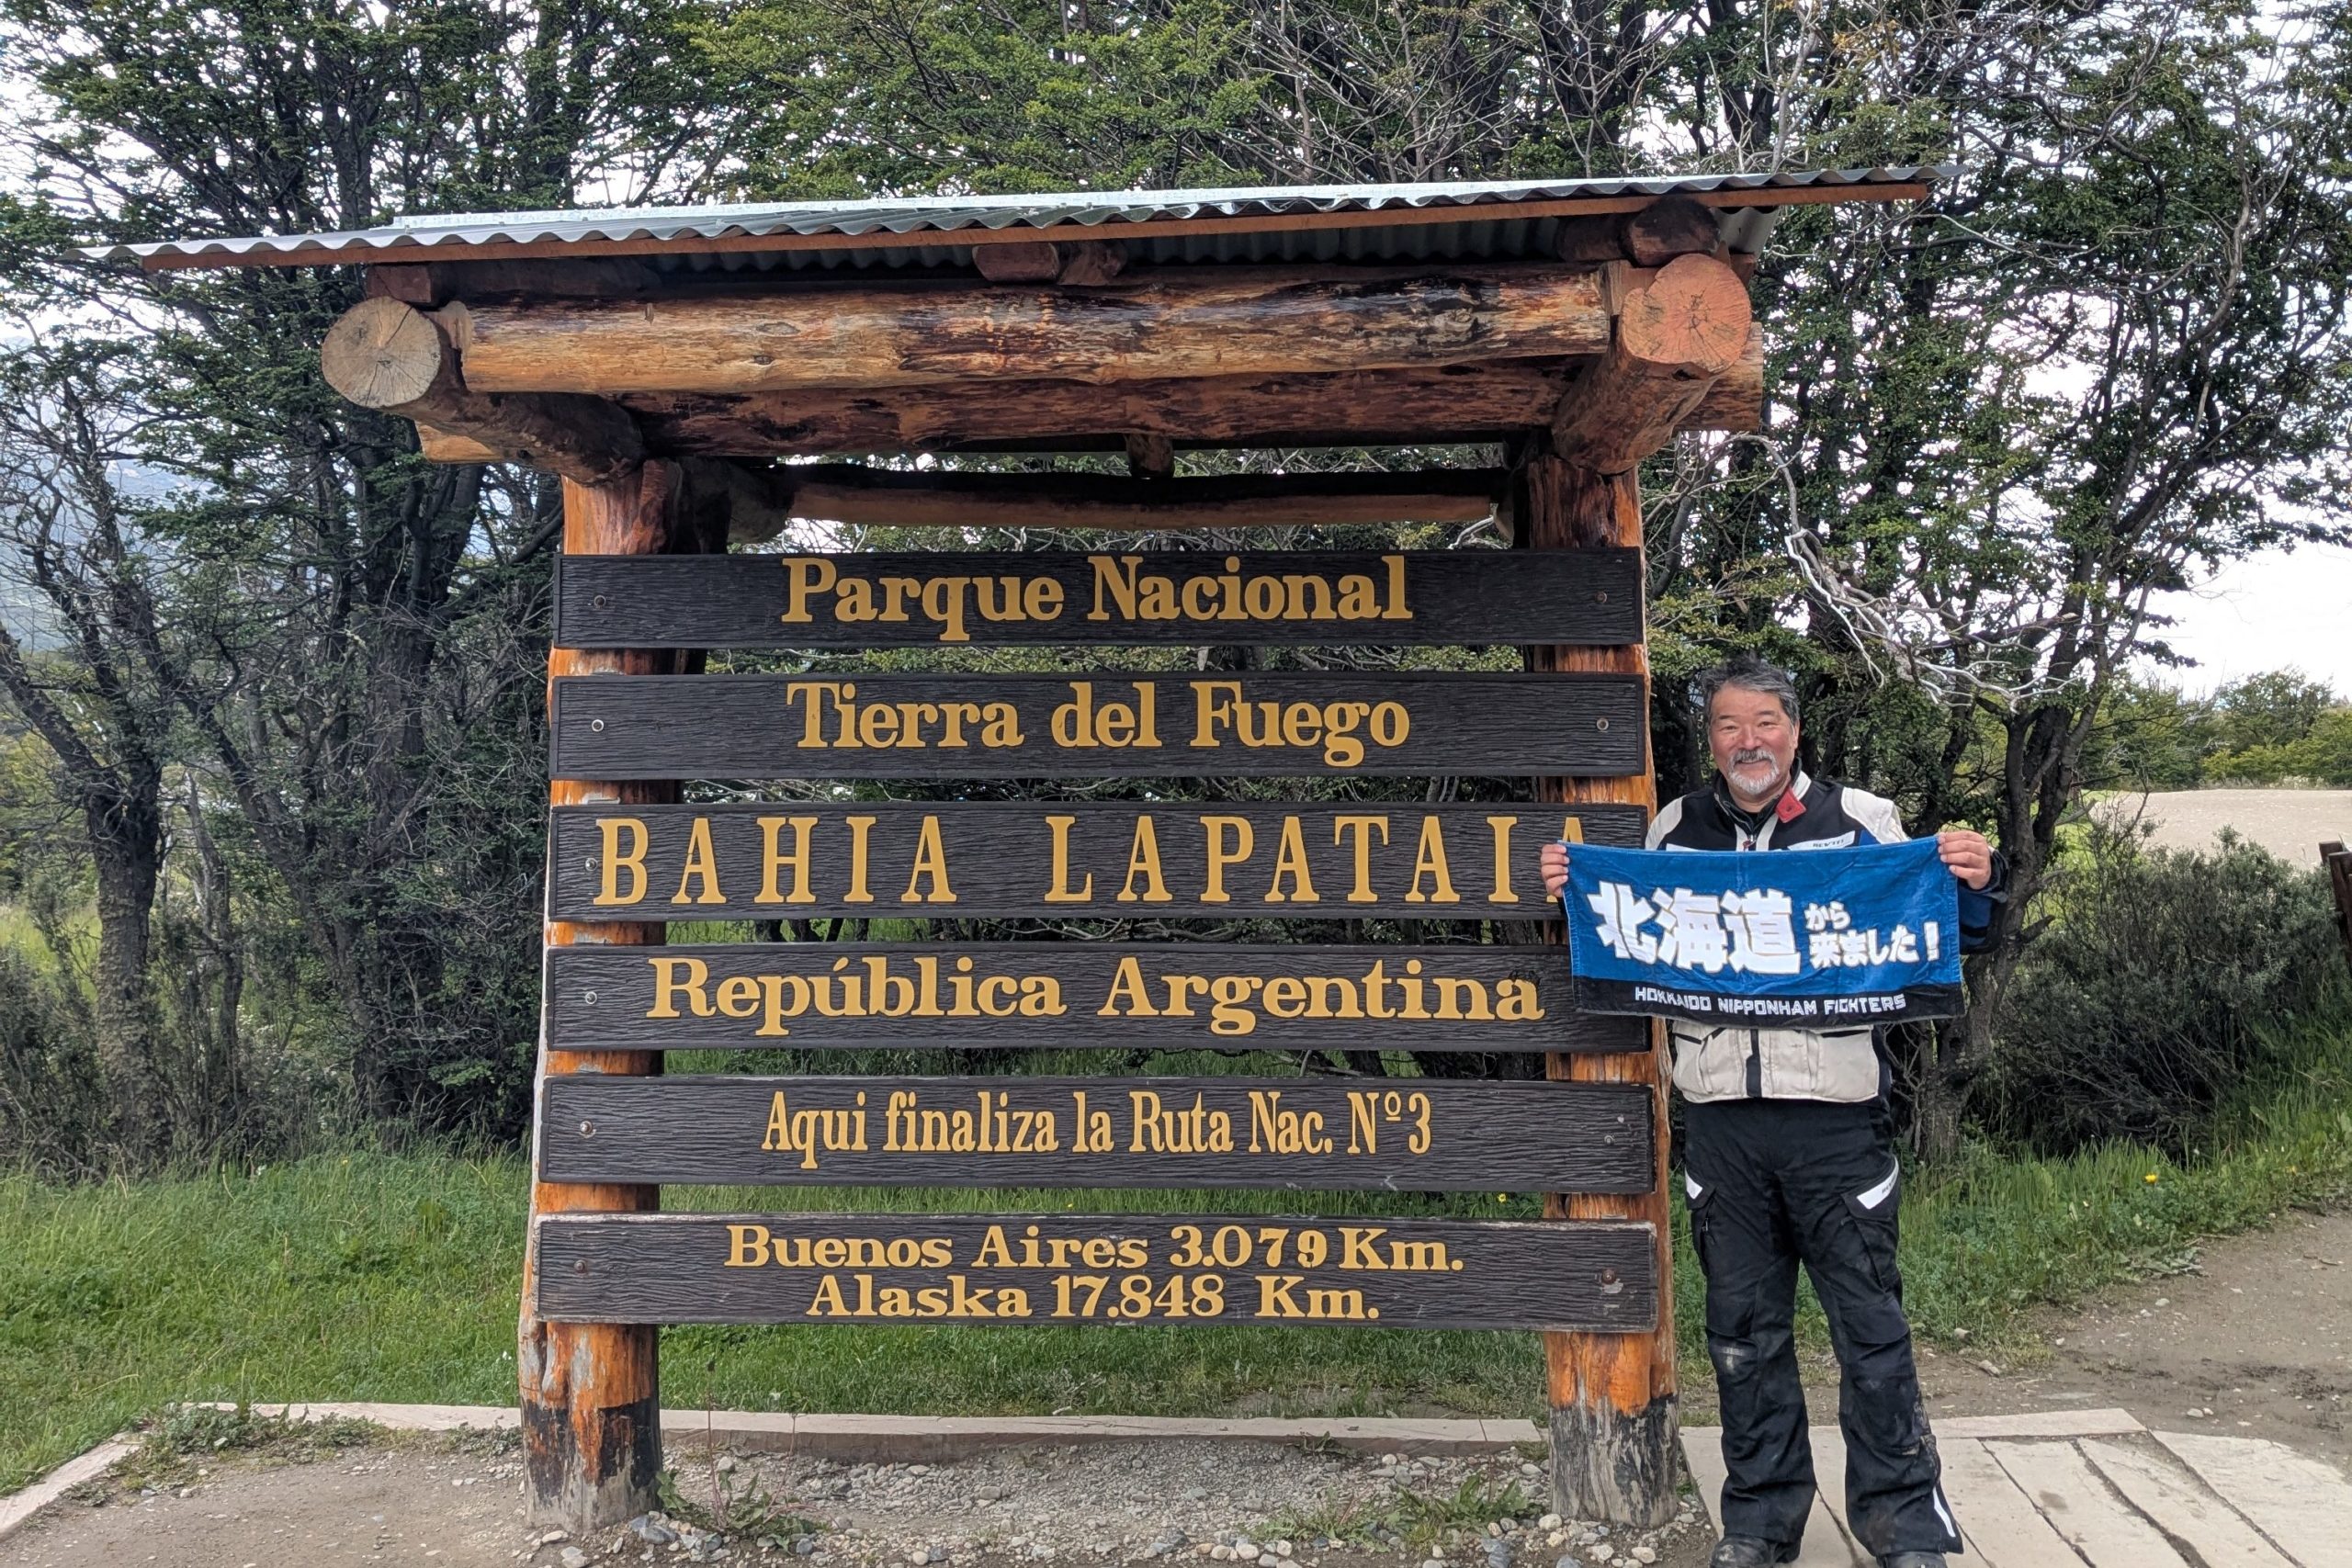 Parque Nacional
Tierra del Fuego
BAHIA LAPATAIA
República Argentina
Aqui finaliza la Ruta Nac. Nº3
Buenos Aires 3.079 Km.
Alaska 17.848 Km.
北海道から来ました!
HOKKAIDO NIPPONHAM FIGHTERS